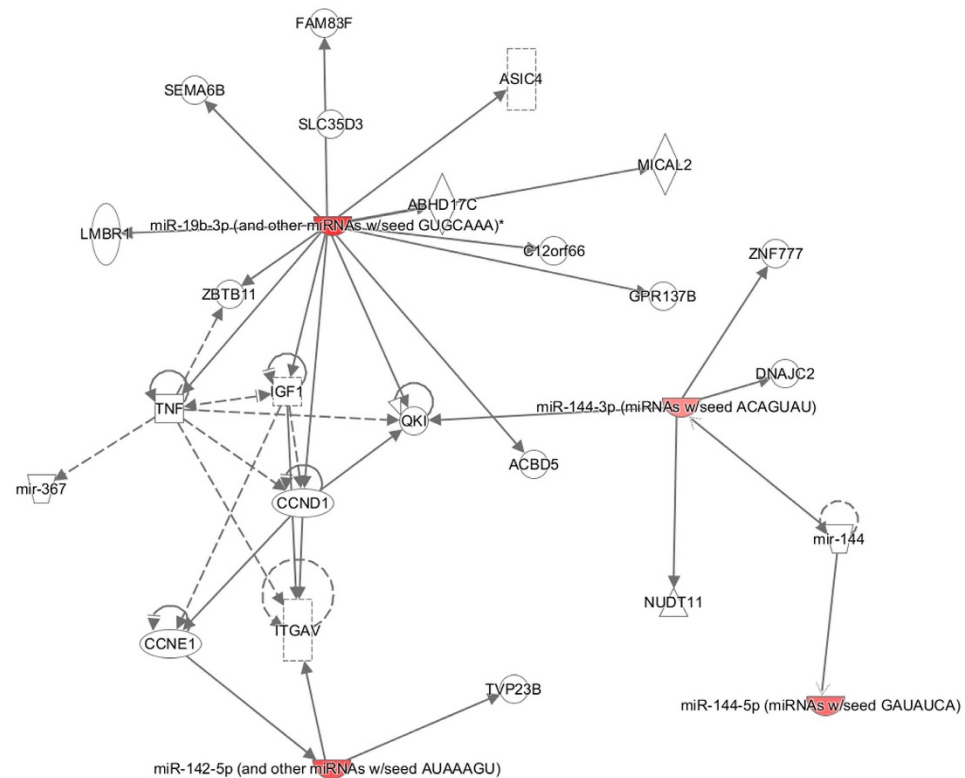 FAM83F
ASIC4
SEMA6B
SLC35D3
MICAL2
ABHD17C
miR-19b-3p (and other miRNAs w/seed GUGCAAA)*
LMBR1
C12orf66
ZNF777
ZBTB11
GPR137B
DNAJC2
IGF1
TNF
miR-144-3p (miRNAs w/seed ACAGUAU)
QKI
ACBD5
mir-367
CCND1
mir-144
NUDT11
ITGAV
CCNE1
TVP23B
miR-144-5p (miRNAs w/seed GAUAUCA)
miR-142-5p (and other miRNAs w/seed AUAAAGU)